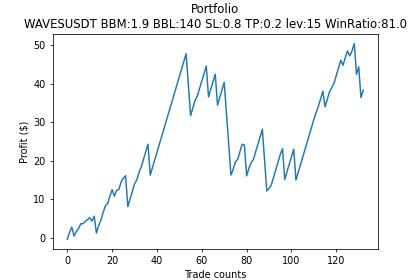 Portfolio
WAVESUSDT BBM:1.9 BBL:140 SL:0.8 TP:0.2 lev:15 WinRatio:81.0
50
40
30
20
10
0
Profit ($)
0 20 40 60 80 100 120
Trade counts